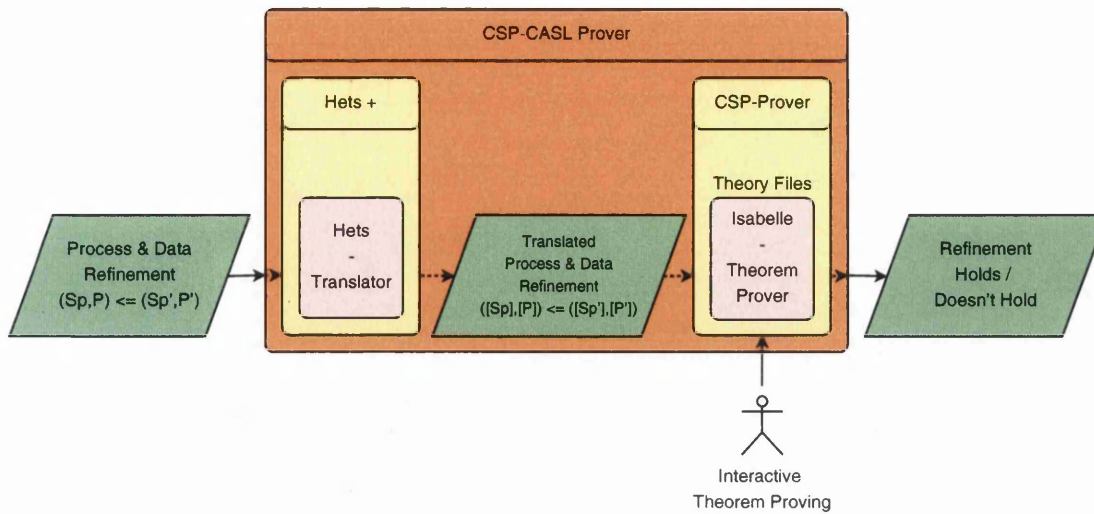 CSP-CASL Prover
Hets +
CSP-Prover
Theory Files
Process & Data
Refinement
(Sp,P) <= (Sp',P')
Hets
-
Translator
Translated
Process & Data
Refinement
([Sp],[P]) <= ([Sp'],[P'])
Isabelle
-
Theorem
Prover
Refinement
Holds /
Doesn't Hold
Interactive
Theorem Proving